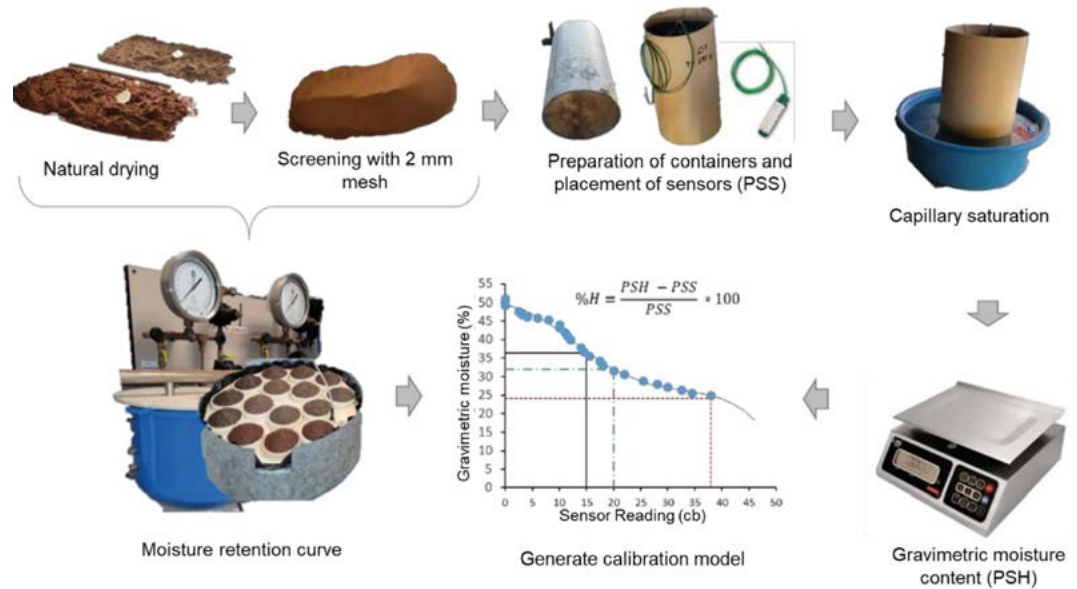 Natural drying
Screening with 2 mm
mesh
Preparation of containers and
placement of sensors (PSS)
Capillary saturation
Moisture retention curve
Gravimetric moisture (%)
55
50
45
40
35
30
25
20
15
10
5
0
%H = (PSH − PSS) / PSS * 100
0 5 10 15 20 25 30 35 40 45 50
Sensor Reading (cb)
Generate calibration model
Gravimetric moisture
content (PSH)